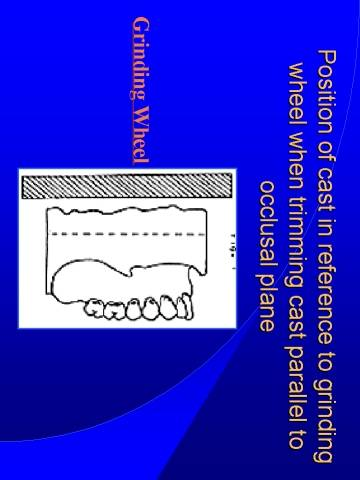 Position of cast in reference to grinding
wheel when trimming cast parallel to
occlusal plane
Grinding Wheel